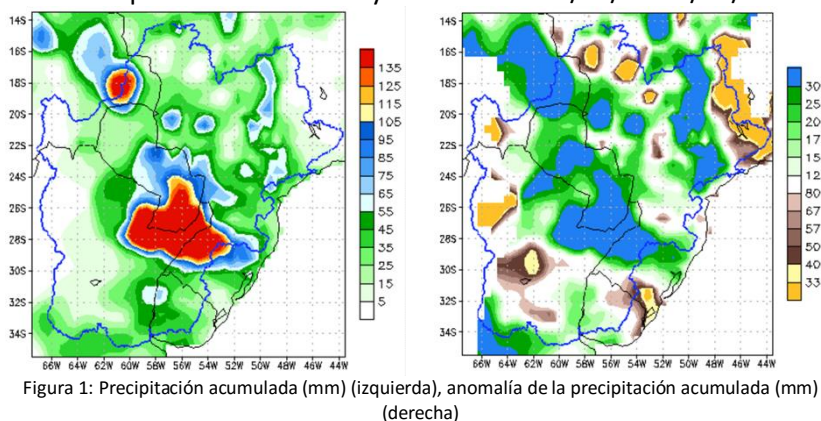 14S
16S
18S
20S
22S
24S
26S
28S
30S
32S
34S
66W 64W 62W 60W 58W 56W 54W 52W 50W 48W 46W 44W
135
125
115
105
95
85
75
65
55
45
35
25
15
5
14S
16S
18S
20S
22S
24S
26S
28S
30S
32S
34S
66W 64W 62W 60W 58W 56W 54W 52W 50W 48W 46W 44W
30
25
20
17
15
12
80
67
57
50
40
33
Figura 1: Precipitación acumulada (mm) (izquierda), anomalía de la precipitación acumulada (mm)
(derecha)